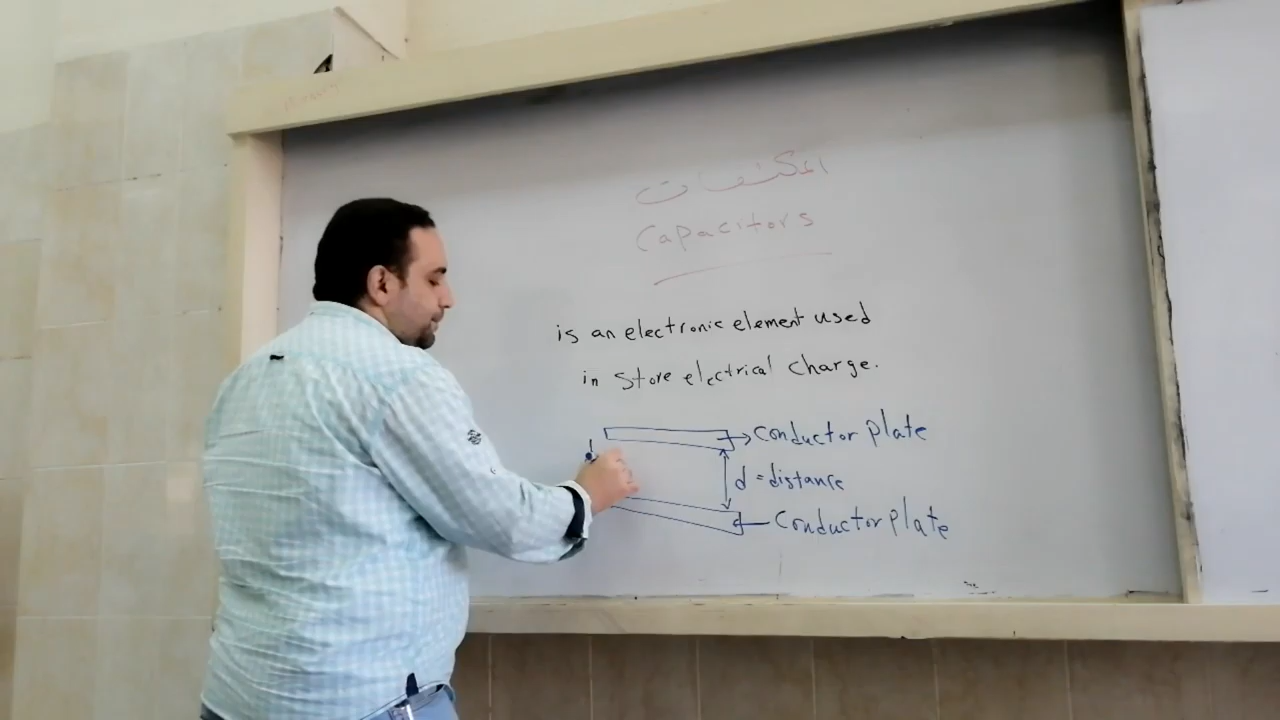 المكثفات
Capacitors
is an electronic element used
in store electrical charge.
Conductor plate
d = distance
Conductor plate